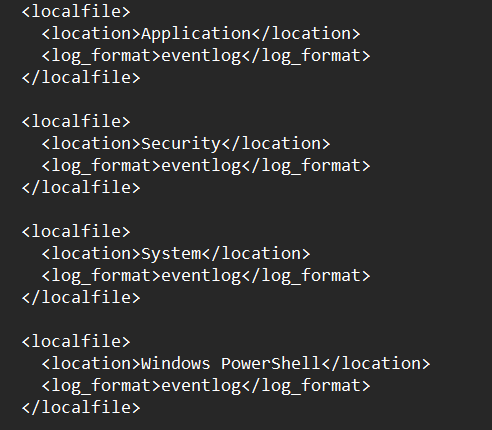 <localfile>
  <location>Application</location>
  <log_format>eventlog</log_format>
</localfile>

<localfile>
  <location>Security</location>
  <log_format>eventlog</log_format>
</localfile>

<localfile>
  <location>System</location>
  <log_format>eventlog</log_format>
</localfile>

<localfile>
  <location>Windows PowerShell</location>
  <log_format>eventlog</log_format>
</localfile>